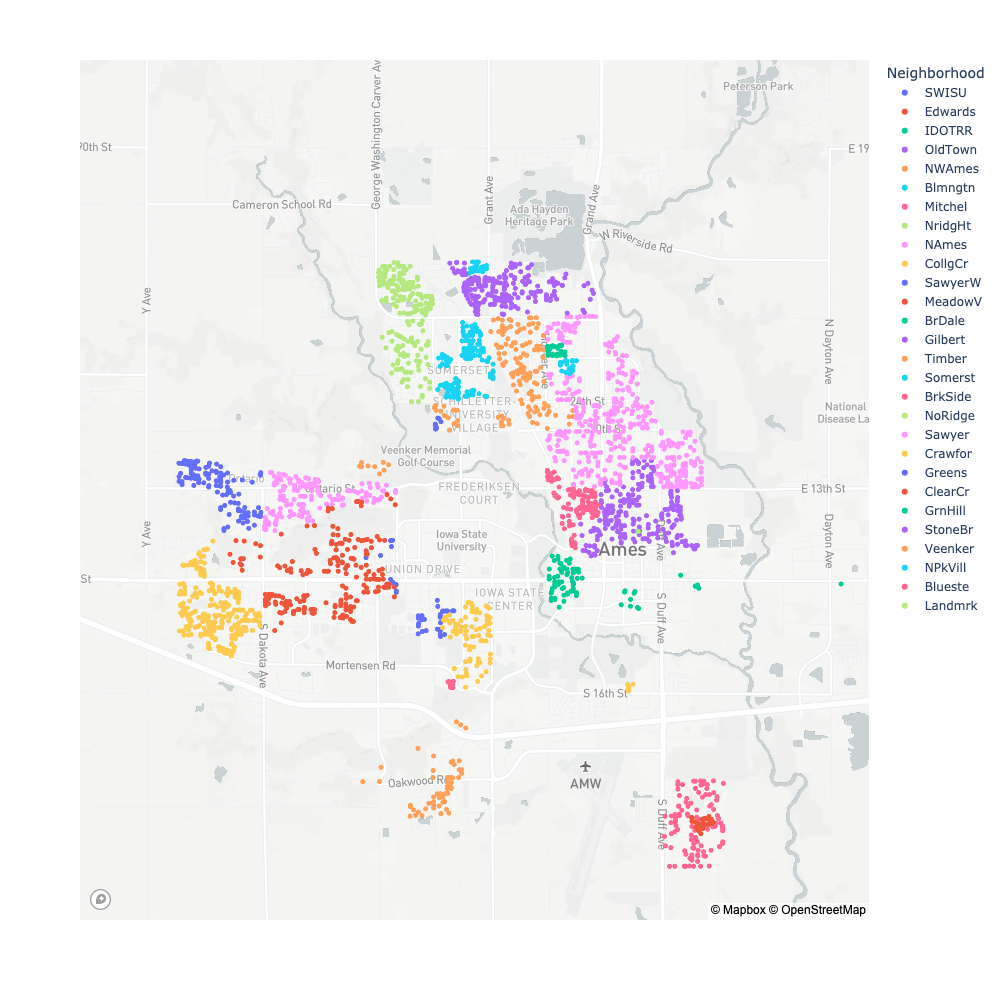 Peterson Park
90th St
E 19
George Washington Carver Av
Cameron School Rd
Grant Ave
Ada Hayden
Heritage Park
Grand Ave
N Riverside Rd
Y Ave
N Dayton Ave
SOMERSET
SCHILLETTER-
UNIVERSITY
VILLAGE
24th St
National
Disease La
Veenker Memorial
Golf Course
Ontario
Ontario St
FREDERIKSEN
COURT
E 13th St
Y Ave
Iowa State
University
Ames
Dayton Ave
St
UNION DRIVE
IOWA STATE
CENTER
S Dakota Ave
S Duff Ave
Mortensen Rd
S 16th St
Oakwood Rd
AMW
S Duff Ave
© Mapbox © OpenStreetMap
Neighborhood
SWISU
Edwards
IDOTRR
OldTown
NWAmes
Blmngtn
Mitchel
NridgHt
NAmes
CollgCr
SawyerW
MeadowV
BrDale
Gilbert
Timber
Somerst
BrkSide
NoRidge
Sawyer
Crawfor
Greens
ClearCr
GrnHill
StoneBr
Veenker
NPkVill
Blueste
Landmrk